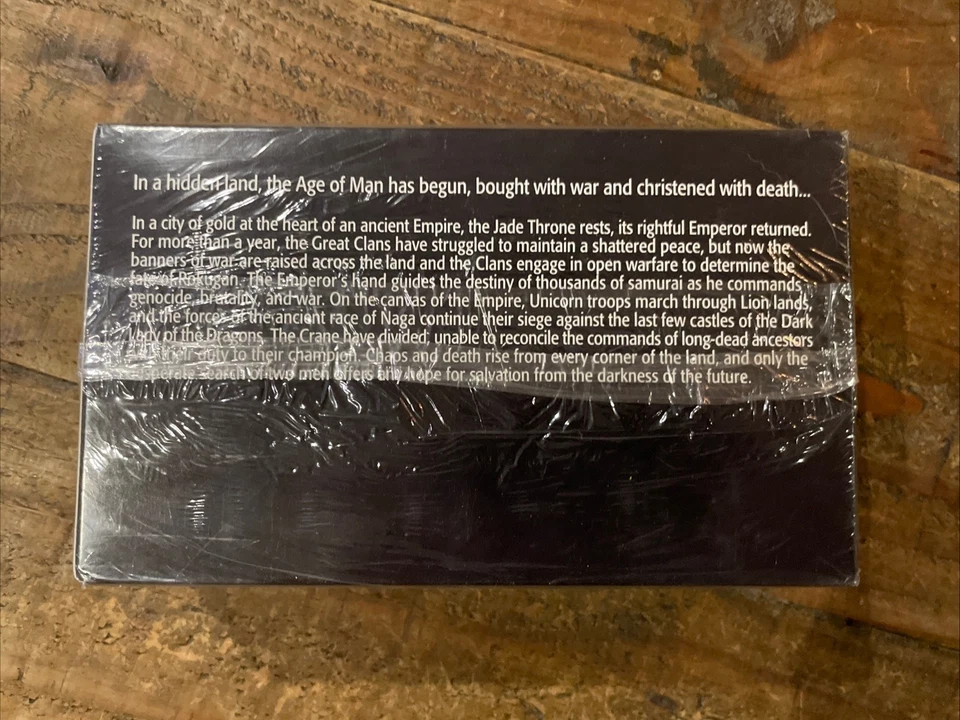 In a hidden land, the Age of Man has begun, bought with war and christened with death...
In a city of gold at the heart of an ancient Empire, the Jade Throne rests, its rightful Emperor returned.
For more than a year, the Great Clans have struggled to maintain a shattered peace, but now the
banners of war are raised across the land and the Clans engage in open warfare to determine the
fate of Rokugan. The Emperor's hand guides the destiny of thousands of samurai as he commands
genocide, brutality, and war. On the canvas of the Empire, Unicorn troops march through Lion lands,
and the forces of the ancient race of Naga continue their siege against the last few castles of the Dark
Lady of the Dragons. The Crane have divided, unable to reconcile the commands of long-dead ancestors
their duty to their champion. Chaos and death rise from every corner of the land, and only the
desperate search of two men offers any hope for salvation from the darkness of the future.